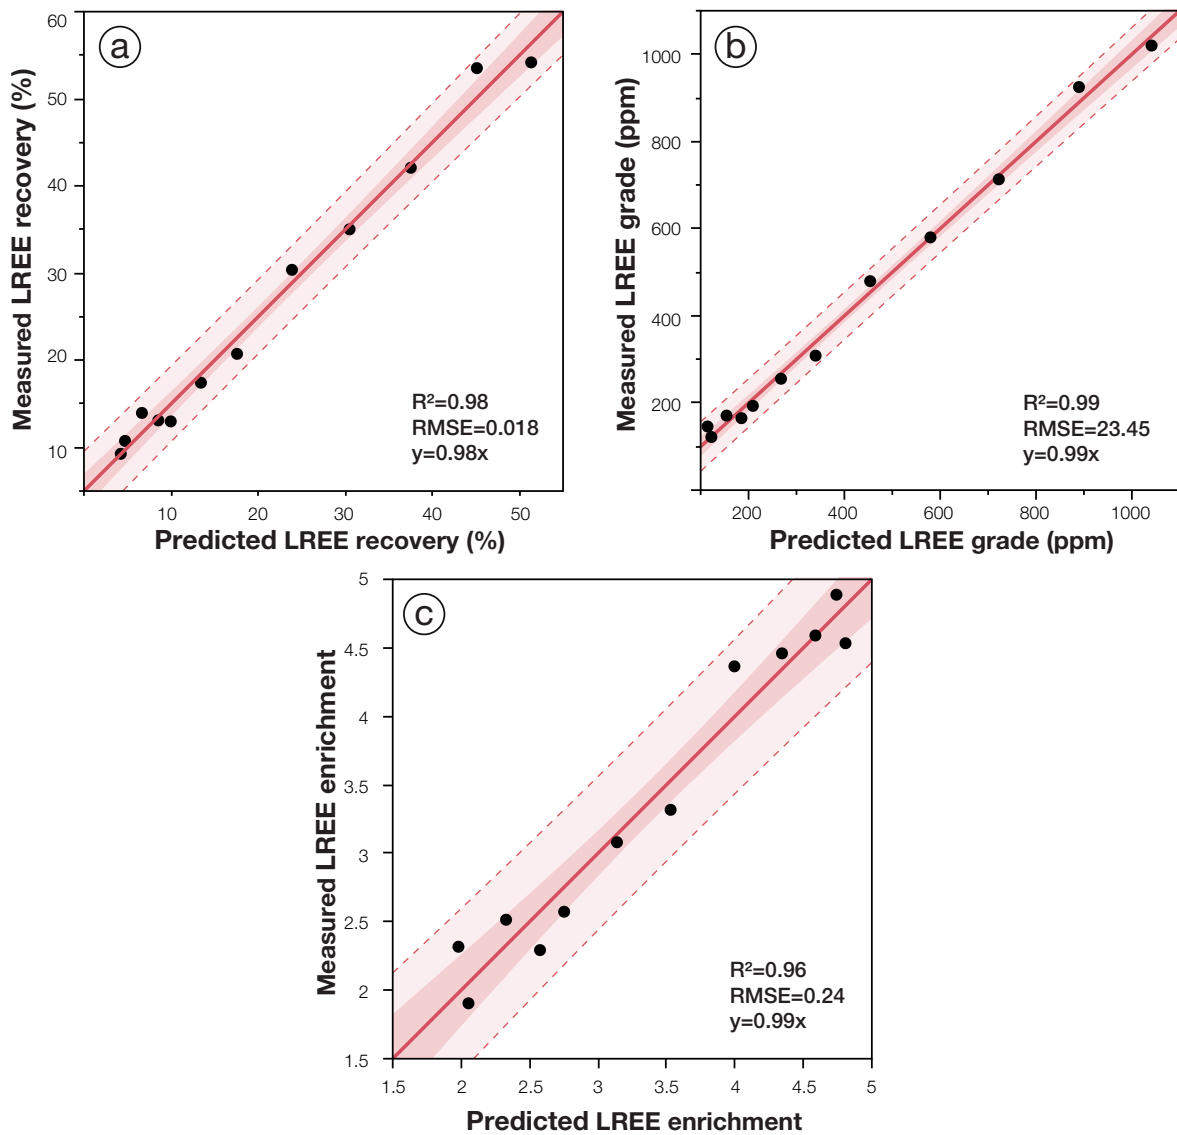 a
Measured LREE recovery (%)
60
50
40
30
20
10
R²=0.98
RMSE=0.018
y=0.98x
10 20 30 40 50
Predicted LREE recovery (%)
b
Measured LREE grade (ppm)
1000
800
600
400
200
R²=0.99
RMSE=23.45
y=0.99x
200 400 600 800 1000
Predicted LREE grade (ppm)
c
Measured LREE enrichment
5
4.5
4
3.5
3
2.5
2
1.5
R²=0.96
RMSE=0.24
y=0.99x
1.5 2 2.5 3 3.5 4 4.5 5
Predicted LREE enrichment